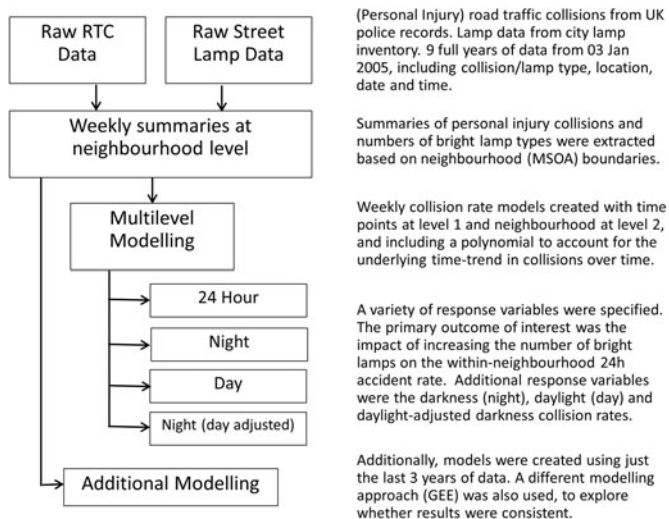 Raw RTC
Data
Raw Street
Lamp Data
(Personal Injury) road traffic collisions from UK
police records. Lamp data from city lamp
inventory. 9 full years of data from 03 Jan
2005, including collision/lamp type, location,
date and time.
Weekly summaries at
neighbourhood level
Summaries of personal injury collisions and
numbers of bright lamp types were extracted
based on neighbourhood (MSOA) boundaries.
Multilevel
Modelling
Weekly collision rate models created with time
points at level 1 and neighbourhood at level 2,
and including a polynomial to account for the
underlying time-trend in collisions over time.
24 Hour
Night
Day
Night (day adjusted)
A variety of response variables were specified.
The primary outcome of interest was the
impact of increasing the number of bright
lamps on the within-neighbourhood 24h
accident rate. Additional response variables
were the darkness (night), daylight (day) and
daylight-adjusted darkness collision rates.
Additional Modelling
Additionally, models were created using just
the last 3 years of data. A different modelling
approach (GEE) was also used, to explore
whether results were consistent.